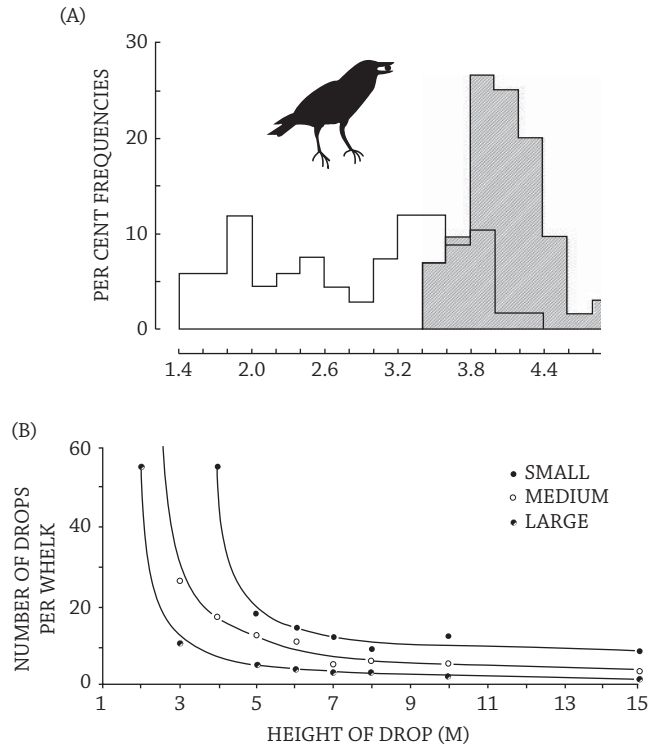 (A)
PER CENT FREQUENCIES
30
20
10
0
1.4 2.0 2.6 3.2 3.8 4.4
(B)
NUMBER OF DROPS
PER WHELK
60
40
20
0
SMALL
MEDIUM
LARGE
1 3 5 7 9 11 13 15
HEIGHT OF DROP (M)